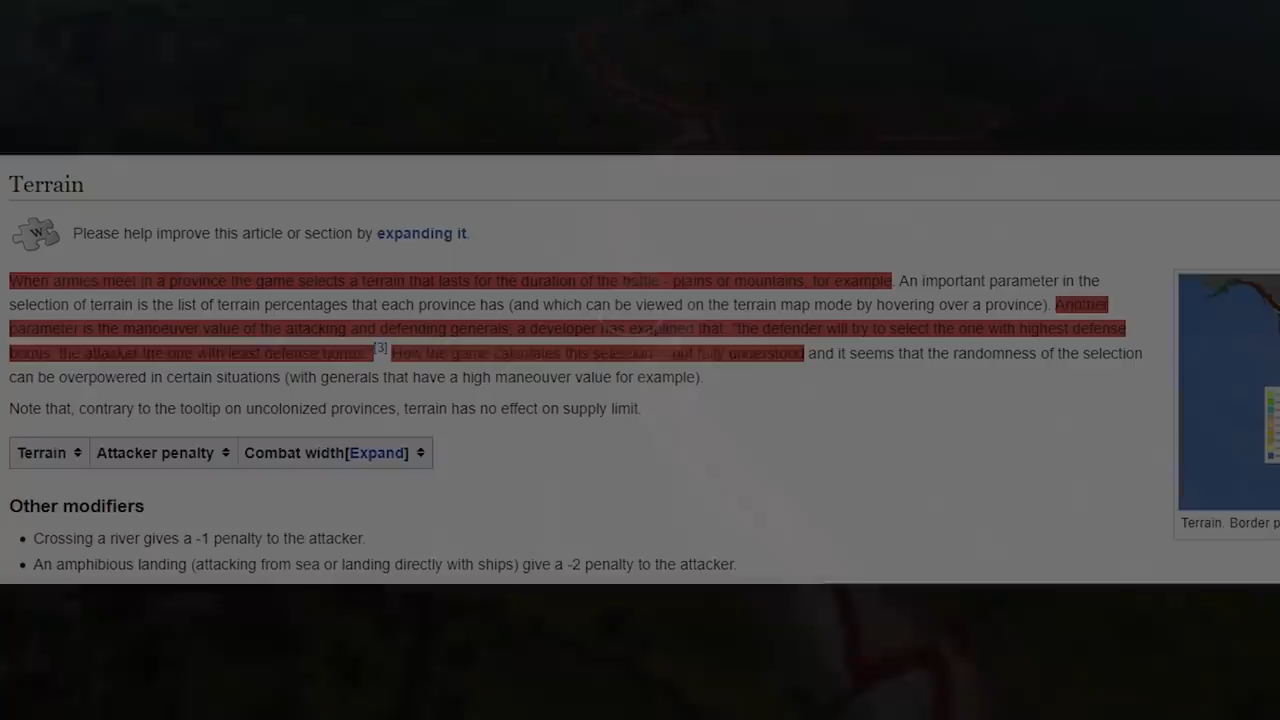 Terrain
W
Please help improve this article or section by expanding it.
When armies meet in a province the game selects a terrain that lasts for the duration of the battle - plains or mountains, for example. An important parameter in the
selection of terrain is the list of terrain percentages that each province has (and which can be viewed on the terrain map mode by hovering over a province). Another
parameter is the manoeuver value of the attacking and defending generals, a developer has explined that: "the defender will try to select the one with highest defense
bonus, the attacker the one with least defense bonus." [3] How the game calculates this selection not fully understood and it seems that the randomness of the selection
can be overpowered in certain situations (with generals that have a high maneouver value for example).
Note that, contrary to the tooltip on uncolonized provinces, terrain has no effect on supply limit.
Terrain Attacker penalty Combat width[Expand]
Terrain. Border p
Other modifiers
• Crossing a river gives a -1 penalty to the attacker.
• An amphibious landing (attacking from sea or landing directly with ships) give a -2 penalty to the attacker.